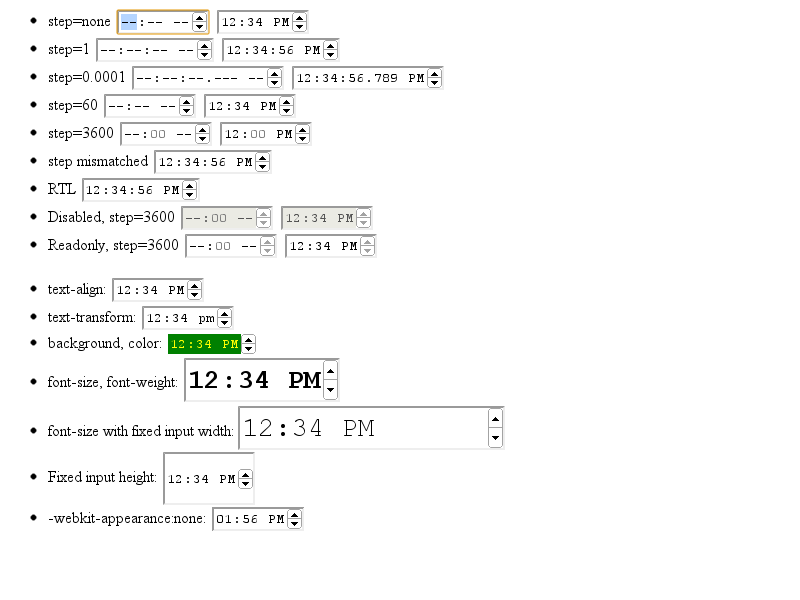 step=none --:-- -- 12:34 PM
step=1 --:--:-- -- 12:34:56 PM
step=0.0001 --:--:--.--- -- 12:34:56.789 PM
step=60 --:-- -- 12:34 PM
step=3600 --:00 -- 12:00 PM
step mismatched 12:34:56 PM
RTL 12:34:56 PM
Disabled, step=3600 --:00 -- 12:34 PM
Readonly, step=3600 --:00 -- 12:34 PM
text-align: 12:34 PM
text-transform: 12:34 pm
background, color: 12:34 PM
font-size, font-weight: 12:34 PM
font-size with fixed input width: 12:34 PM
Fixed input height: 12:34 PM
-webkit-appearance:none: 01:56 PM